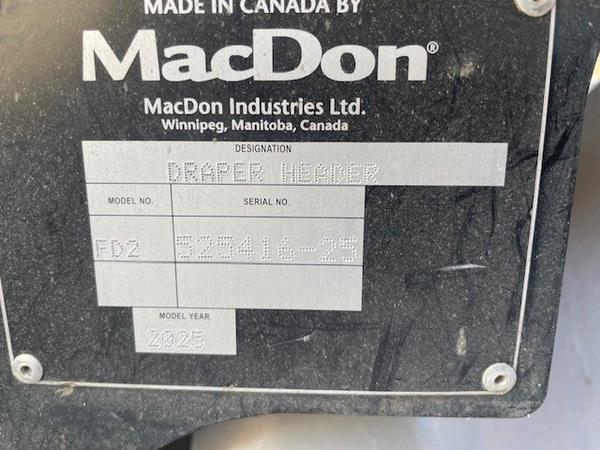 MADE IN CANADA BY
MacDon®
MacDon Industries Ltd.
Winnipeg, Manitoba, Canada
DESIGNATION
DRAPER HEADER
MODEL NO. SERIAL NO.
FD2 525416-25
MODEL YEAR
2025